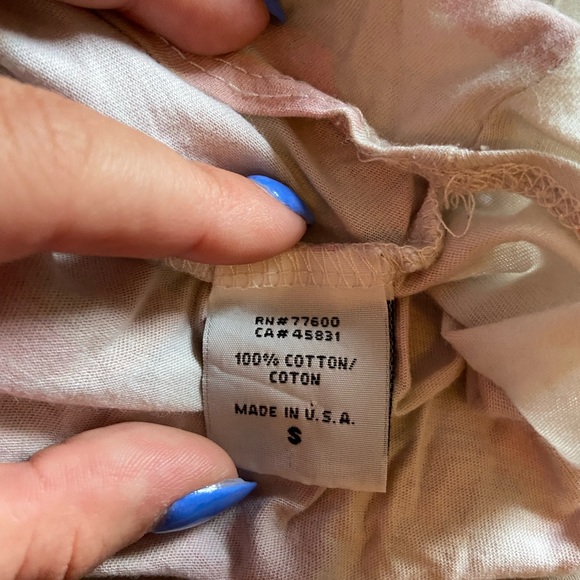 RN#77600
CA#45831
100% COTTON/
COTON
MADE IN U.S.A.
S